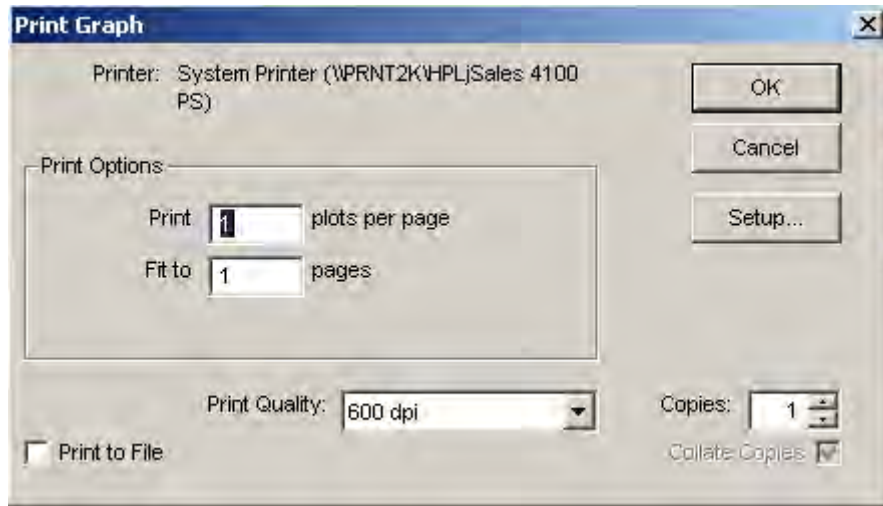 Print Graph
Printer: System Printer (\\PRNT2K\HPLjSales 4100
PS)
OK
Cancel
Setup...
Print Options
Print 1 plots per page
Fit to 1 pages
Print Quality: 600 dpi
Copies: 1
Print to File
Collate Copies